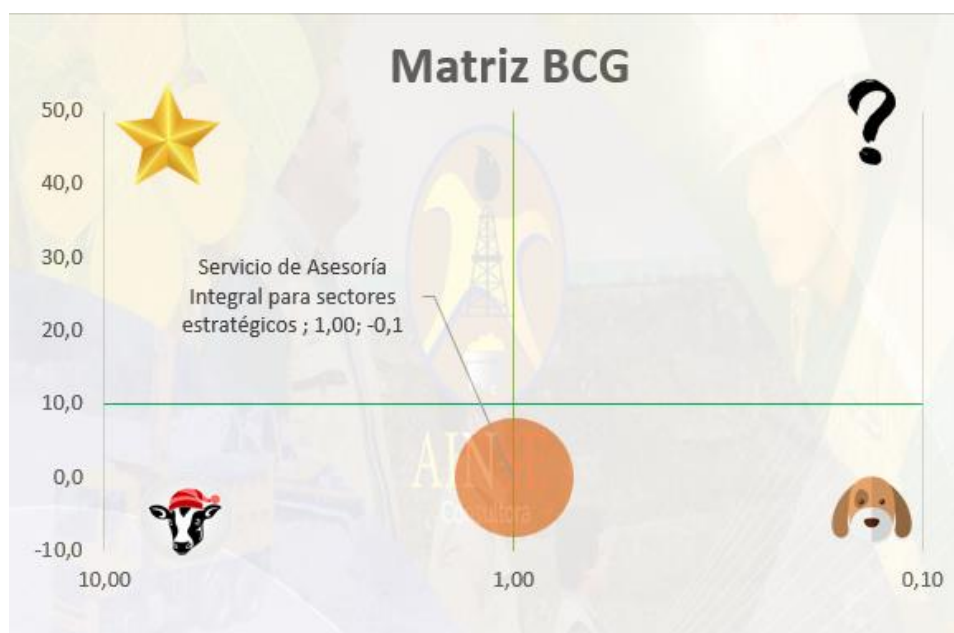 Matriz BCG
50,0
40,0
30,0
Servicio de Asesoría
Integral para sectores
estratégicos ; 1,00; -0,1
20,0
10,0
0,0
-10,0
10,00
1,00
0,10
Consultora